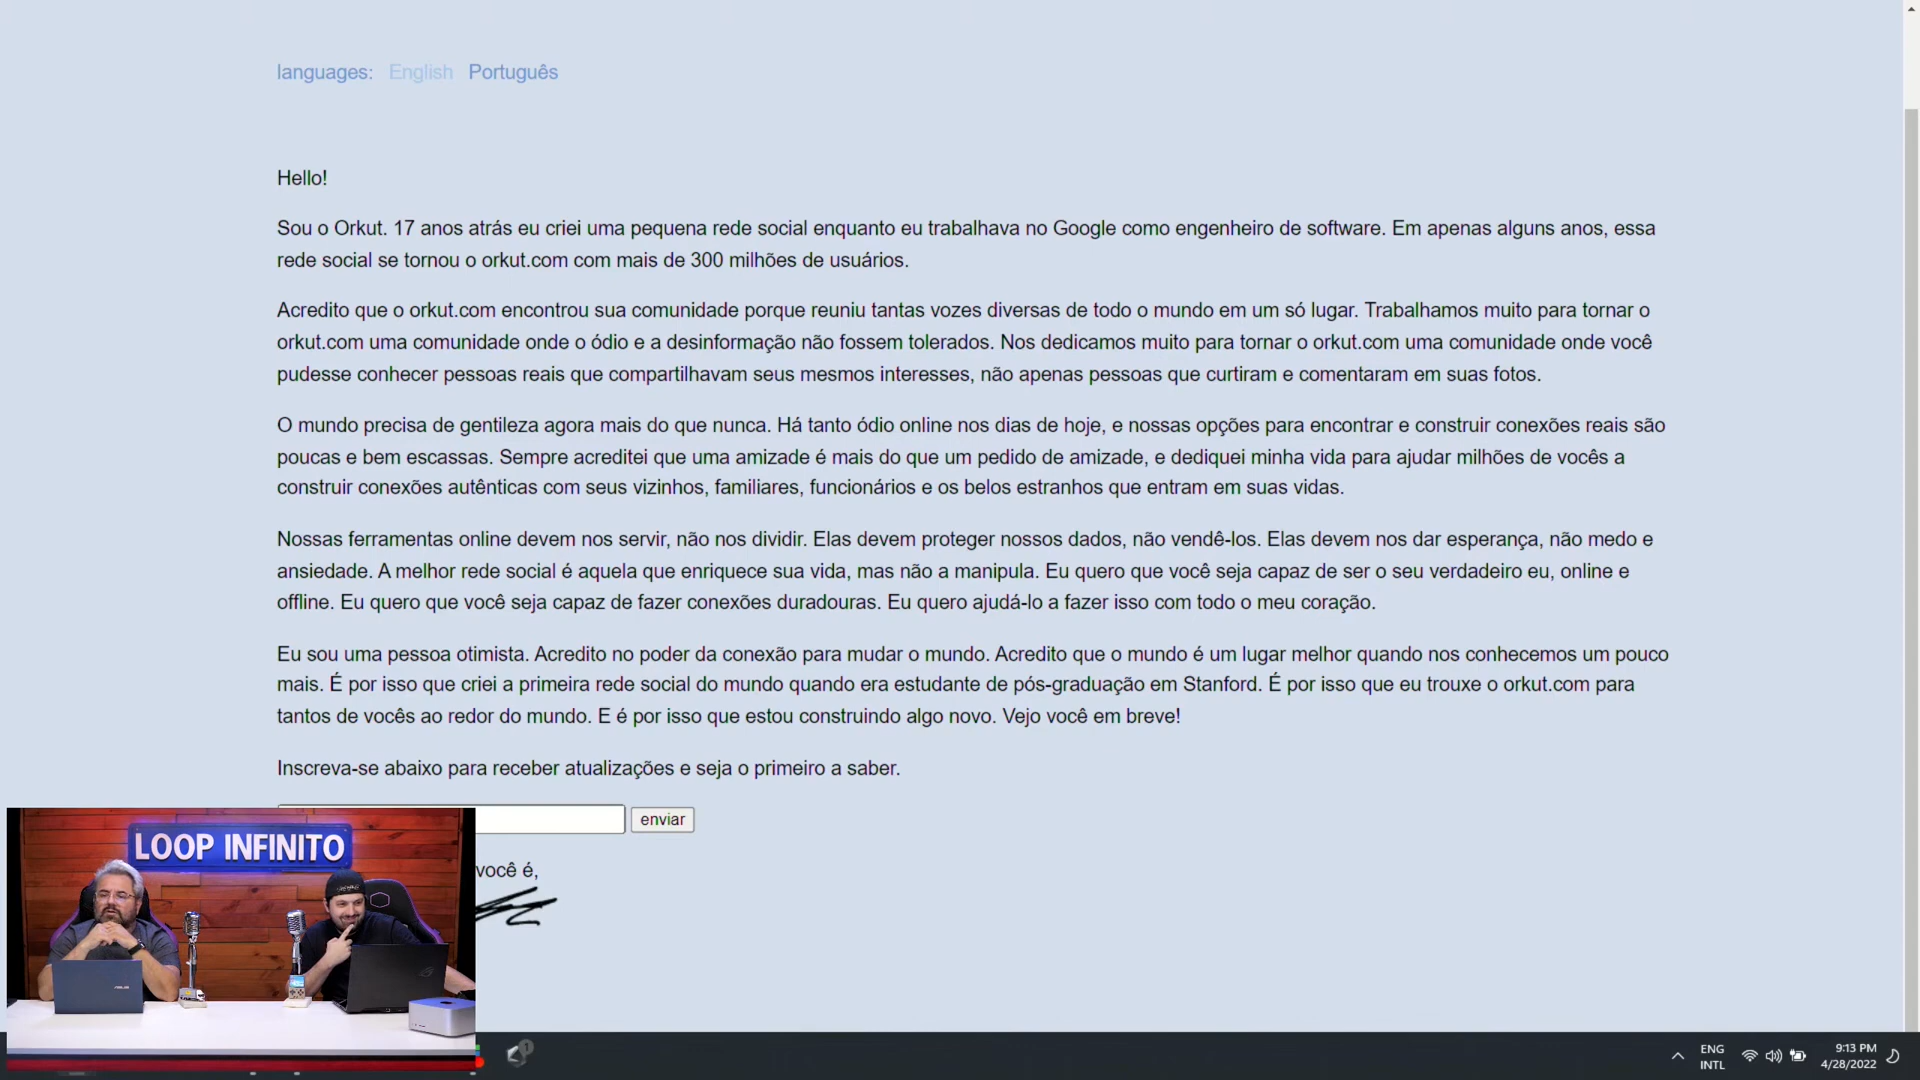 languages: English Português
Hello!
Sou o Orkut. 17 anos atrás eu criei uma pequena rede social enquanto eu trabalhava no Google como engenheiro de software. Em apenas alguns anos, essa
rede social se tornou o orkut.com com mais de 300 milhões de usuários.
Acredito que o orkut.com encontrou sua comunidade porque reuniu tantas vozes diversas de todo o mundo em um só lugar. Trabalhamos muito para tornar o
orkut.com uma comunidade onde o ódio e a desinformação não fossem tolerados. Nos dedicamos muito para tornar o orkut.com uma comunidade onde você
pudesse conhecer pessoas reais que compartilhavam seus mesmos interesses, não apenas pessoas que curtiram e comentaram em suas fotos.
O mundo precisa de gentileza agora mais do que nunca. Há tanto ódio online nos dias de hoje, e nossas opções para encontrar e construir conexões reais são
poucas e bem escassas. Sempre acreditei que uma amizade é mais do que um pedido de amizade, e dediquei minha vida para ajudar milhões de vocês a
construir conexões autênticas com seus vizinhos, familiares, funcionários e os belos estranhos que entram em suas vidas.
Nossas ferramentas online devem nos servir, não nos dividir. Elas devem proteger nossos dados, não vendê-los. Elas devem nos dar esperança, não medo e
ansiedade. A melhor rede social é aquela que enriquece sua vida, mas não a manipula. Eu quero que você seja capaz de ser o seu verdadeiro eu, online e
offline. Eu quero que você seja capaz de fazer conexões duradouras. Eu quero ajudá-lo a fazer isso com todo o meu coração.
Eu sou uma pessoa otimista. Acredito no poder da conexão para mudar o mundo. Acredito que o mundo é um lugar melhor quando nos conhecemos um pouco
mais. É por isso que criei a primeira rede social do mundo quando era estudante de pós-graduação em Stanford. É por isso que eu trouxe o orkut.com para
tantos de vocês ao redor do mundo. E é por isso que estou construindo algo novo. Vejo você em breve!
Inscreva-se abaixo para receber atualizações e seja o primeiro a saber.
enviar
você é,
LOOP INFINITO
ASUS
1
ENG
INTL
9:13 PM
4/28/2022